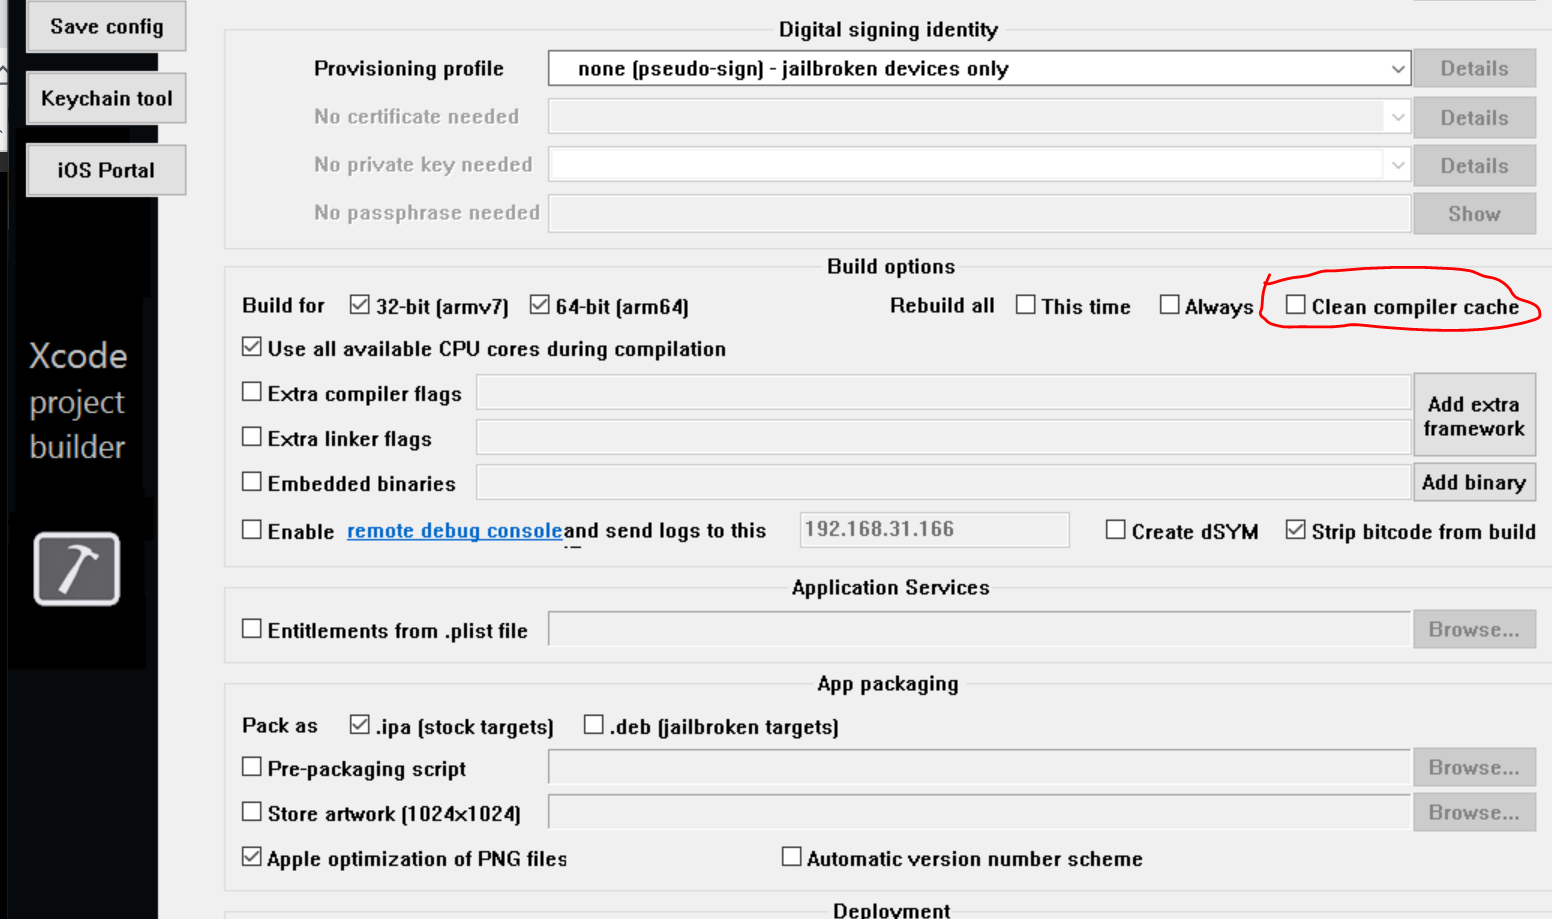 Save config
Keychain tool
iOS Portal
Xcode
project
builder
Digital signing identity
Provisioning profile none (pseudo-sign) - jailbroken devices only Details
No certificate needed Details
No private key needed Details
No passphrase needed Show
Build options
Build for 32-bit (armv7) 64-bit (arm64) Rebuild all This time Always Clean compiler cache
Use all available CPU cores during compilation
Extra compiler flags
Add extra
framework
Extra linker flags
Embedded binaries Add binary
Enable remote debug console and send logs to this 192.168.31.166 Create dSYM Strip bitcode from build
Application Services
Entitlements from .plist file Browse...
App packaging
Pack as .ipa (stock targets) .deb (jailbroken targets)
Pre-packaging script Browse...
Store artwork (1024x1024) Browse...
Apple optimization of PNG files Automatic version number scheme
Deployment